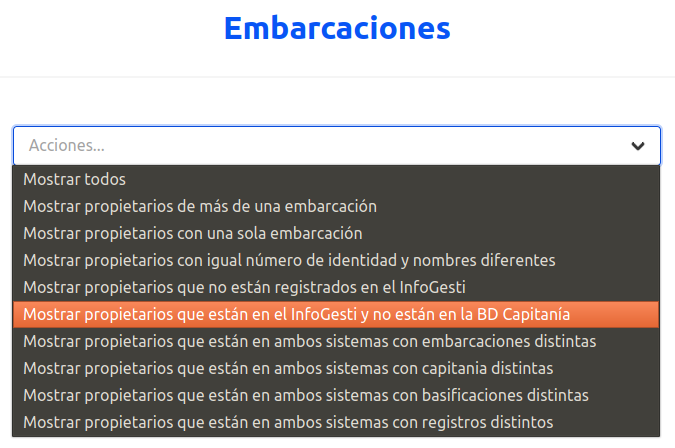 Embarcaciones
Acciones...
Mostrar todos
Mostrar propietarios de más de una embarcación
Mostrar propietarios con una sola embarcación
Mostrar propietarios con igual número de identidad y nombres diferentes
Mostrar propietarios que no están registrados en el InfoGesti
Mostrar propietarios que están en el InfoGesti y no están en la BD Capitanía
Mostrar propietarios que están en ambos sistemas con embarcaciones distintas
Mostrar propietarios que están en ambos sistemas con capitania distintas
Mostrar propietarios que están en ambos sistemas con basificaciones distintas
Mostrar propietarios que están en ambos sistemas con registros distintos